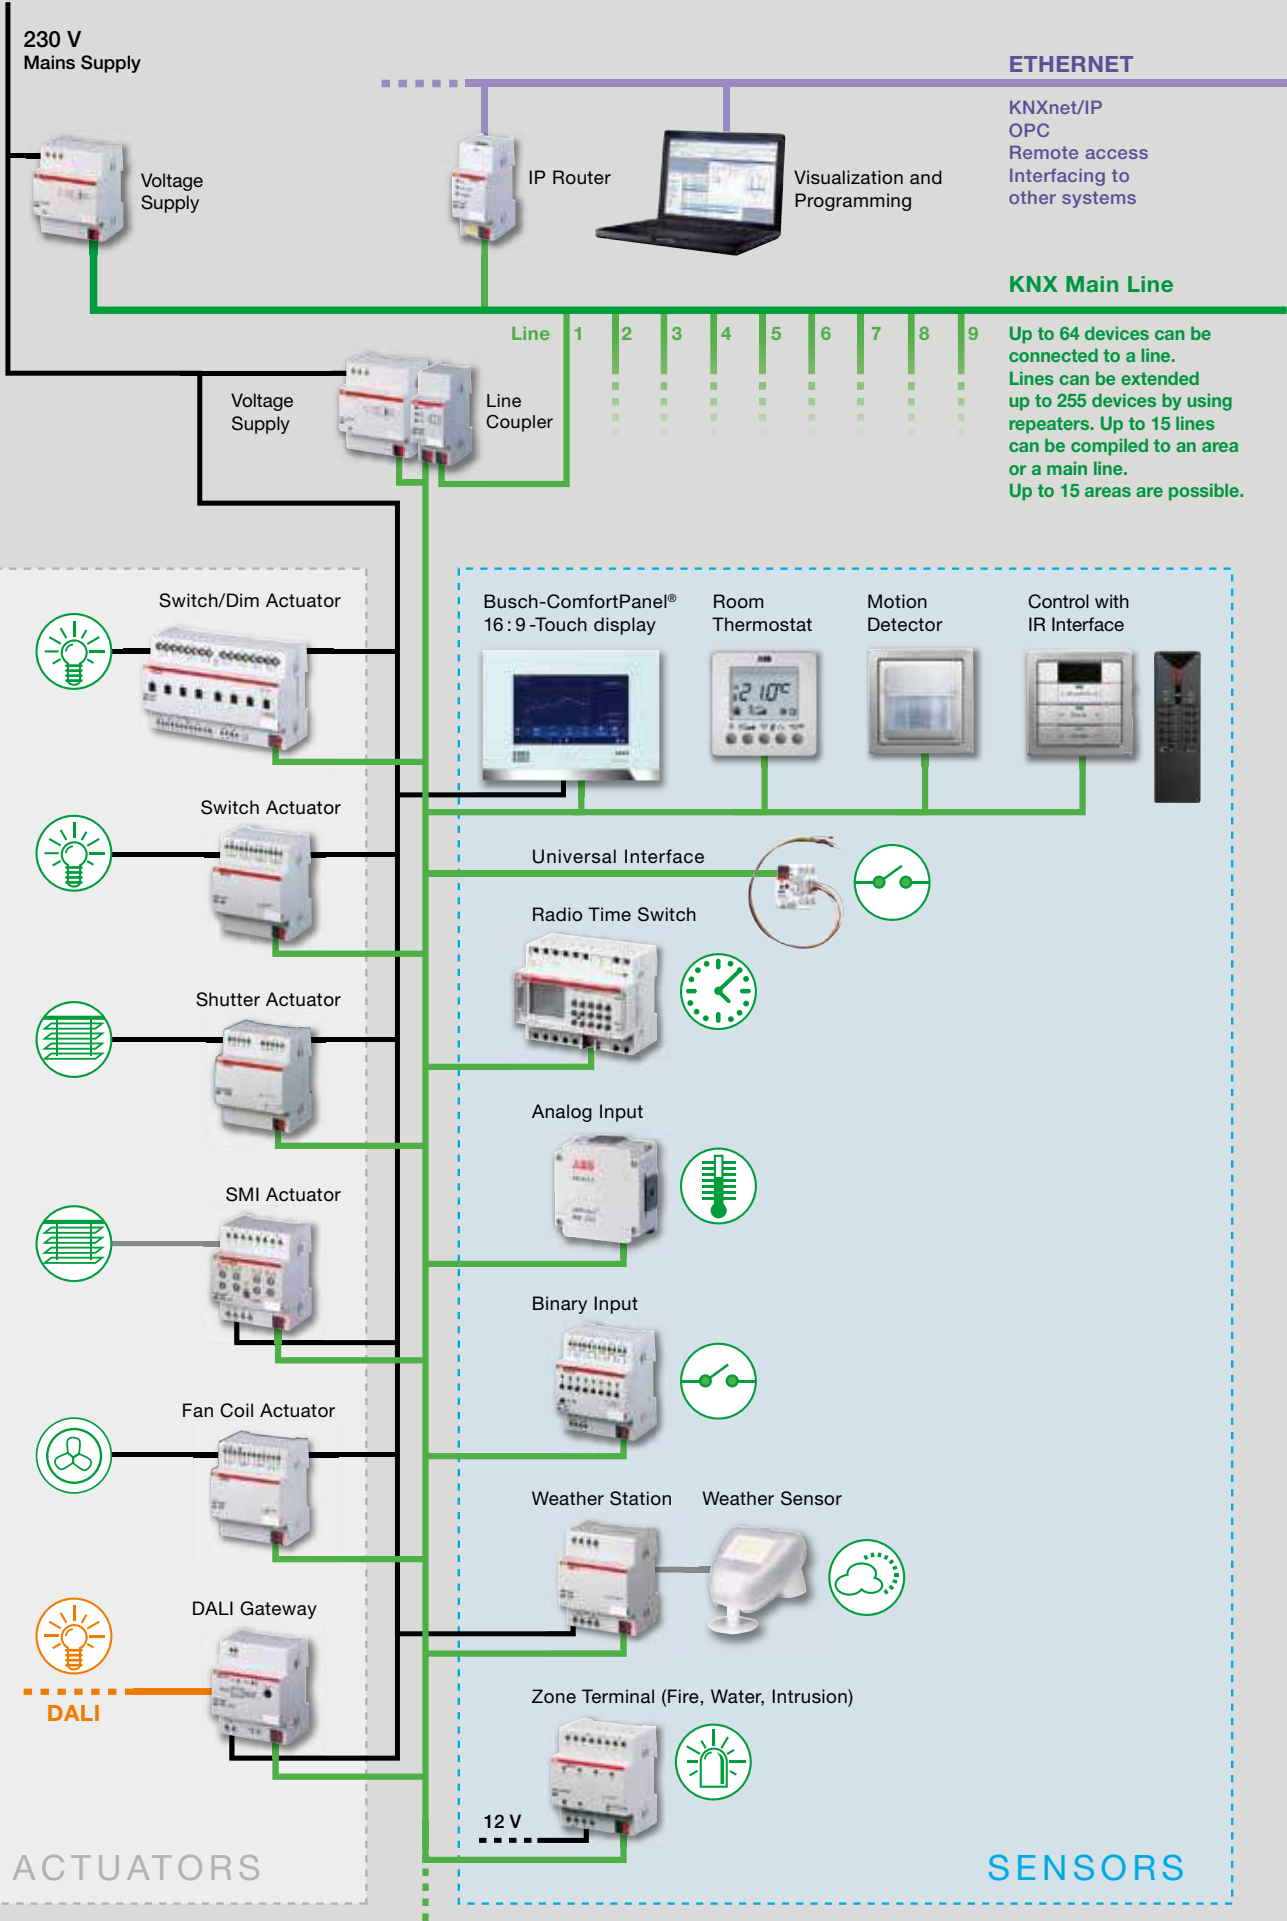 230 V
Mains Supply
ETHERNET
KNXnet/IP
OPC
Remote access
Interfacing to
other systems
Voltage
Supply
IP Router
Visualization and
Programming
KNX Main Line
Line 1 2 3 4 5 6 7 8 9
Up to 64 devices can be
connected to a line.
Lines can be extended
up to 255 devices by using
repeaters. Up to 15 lines
can be compiled to an area
or a main line.
Up to 15 areas are possible.
Voltage
Supply
Line
Coupler
Switch/Dim Actuator
Switch Actuator
Shutter Actuator
SMI Actuator
Fan Coil Actuator
DALI Gateway
DALI
ACTUATORS
Busch-ComfortPanel®
16:9-Touch display
Room
Thermostat
Motion
Detector
Control with
IR Interface
ABB
21.0°C
Universal Interface
Radio Time Switch
Analog Input
ABB
Binary Input
Weather Station
Weather Sensor
Zone Terminal (Fire, Water, Intrusion)
12 V
SENSORS